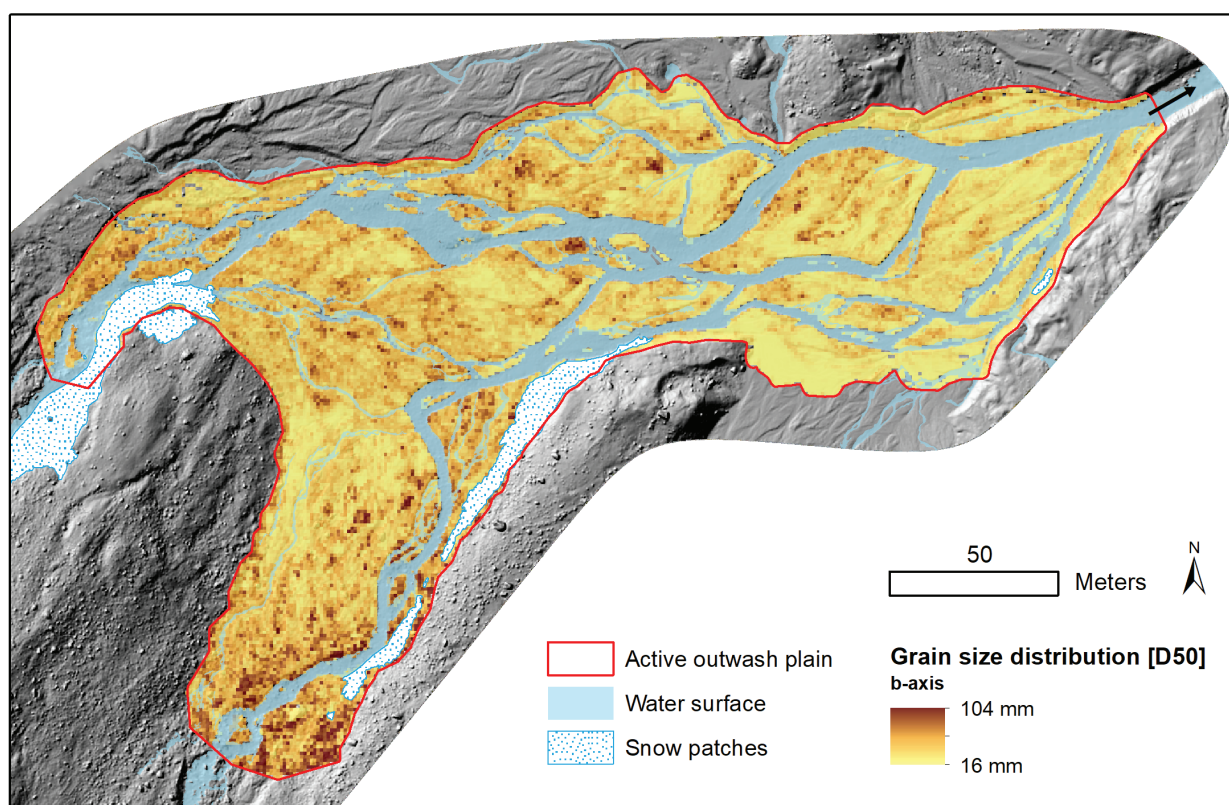 50
Meters
N
Active outwash plain
Water surface
Snow patches
Grain size distribution [D50]
b-axis
104 mm
16 mm